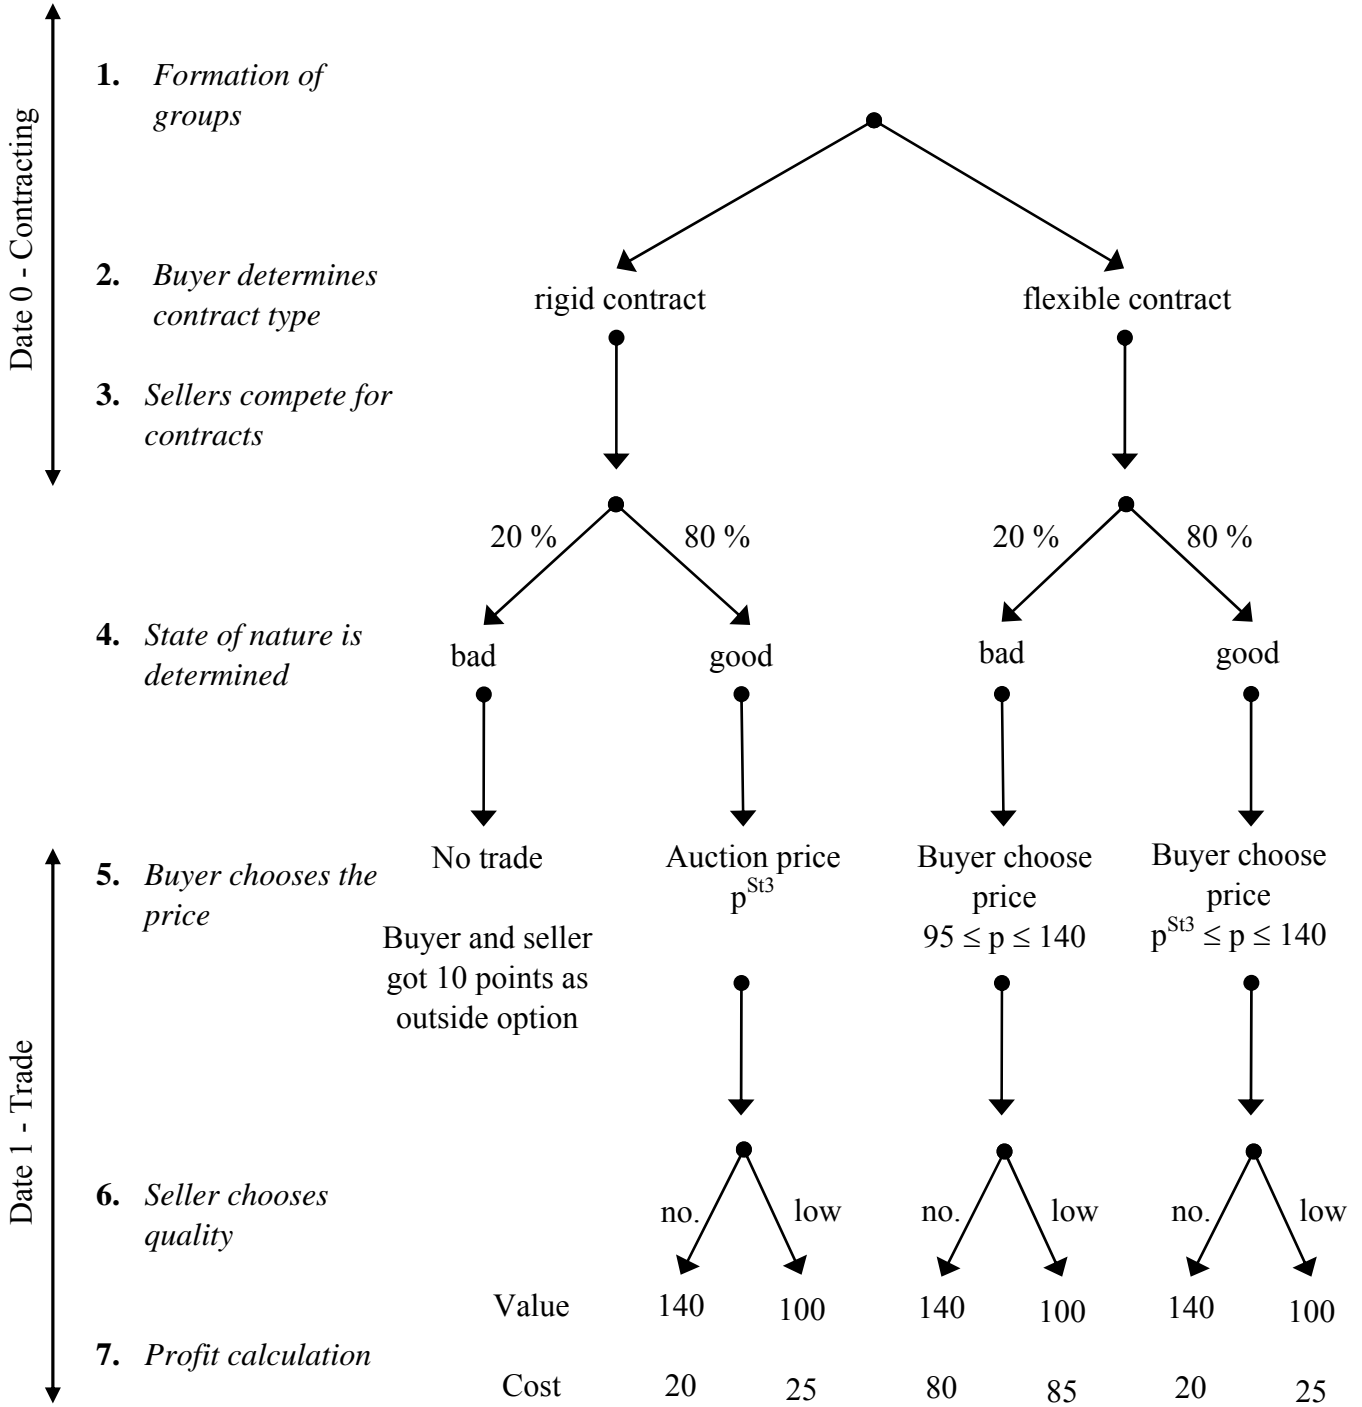 Date 0 - Contracting
1. Formation of
groups
2. Buyer determines
contract type
rigid contract
flexible contract
3. Sellers compete for
contracts
20 %
80 %
20 %
80 %
4. State of nature is
determined
bad
good
bad
good
Date 1 - Trade
5. Buyer chooses the
price
No trade
Buyer and seller
got 10 points as
outside option
Auction price
p^St3
Buyer choose
price
95 ≤ p ≤ 140
Buyer choose
price
p^St3 ≤ p ≤ 140
6. Seller chooses
quality
no.
low
no.
low
no.
low
Value
140
100
140
100
140
100
7. Profit calculation
Cost
20
25
80
85
20
25